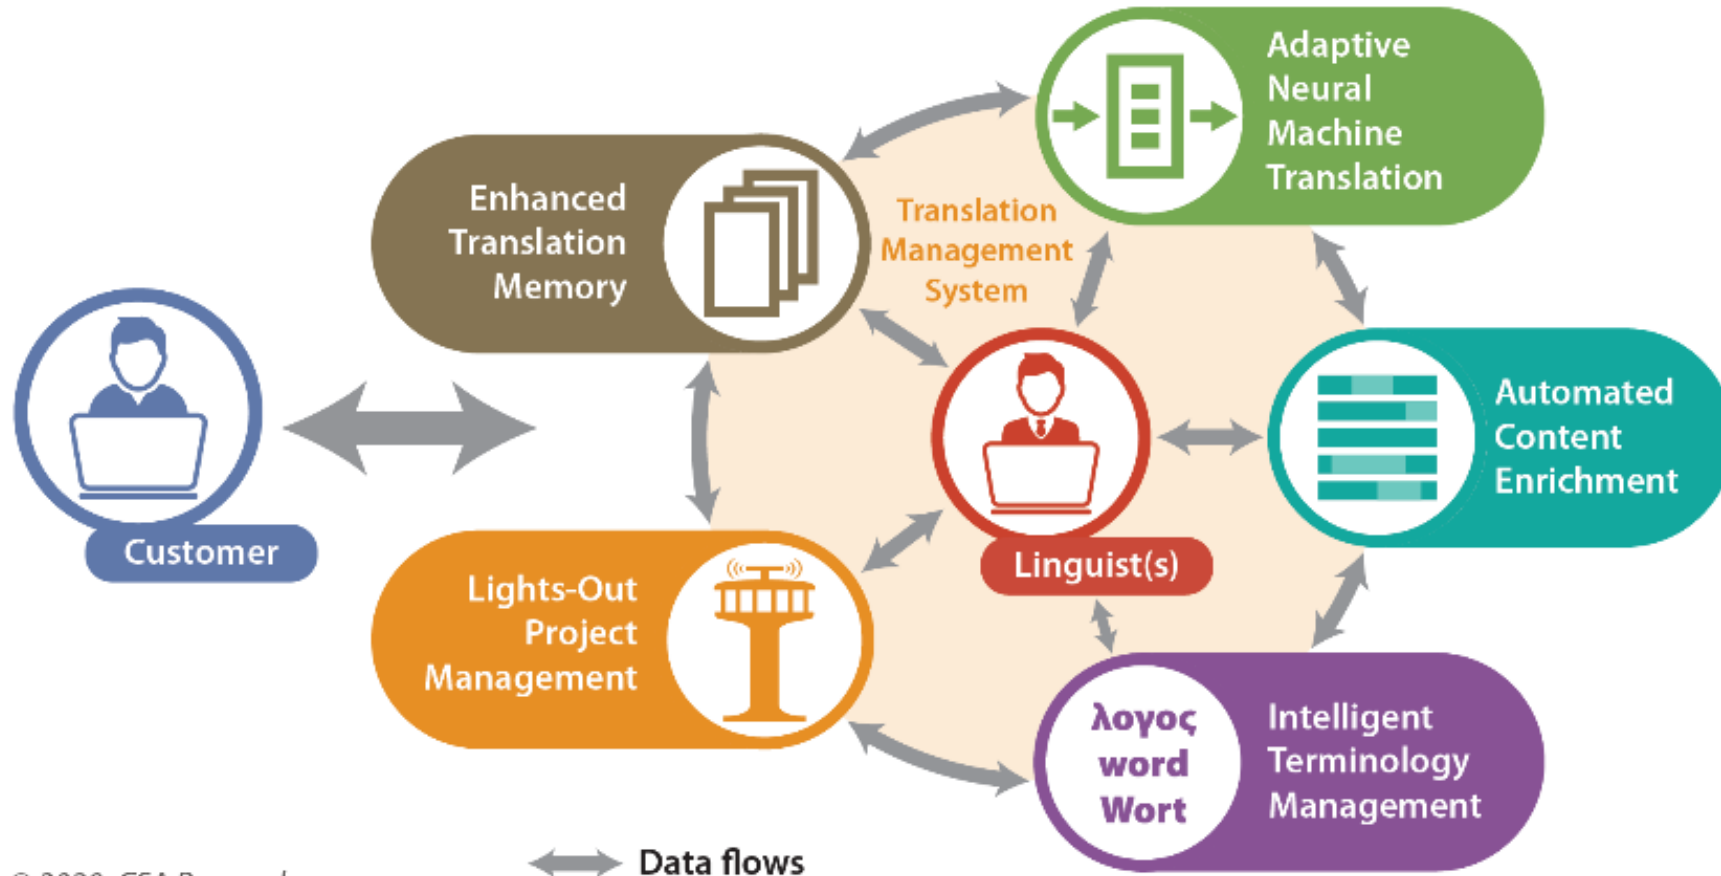 Adaptive
Neural
Machine
Translation
Enhanced
Translation
Memory
Translation
Management
System
Automated
Content
Enrichment
Customer
Linguist(s)
Lights-Out
Project
Management
λογος
word
Wort
Intelligent
Terminology
Management
Data flows